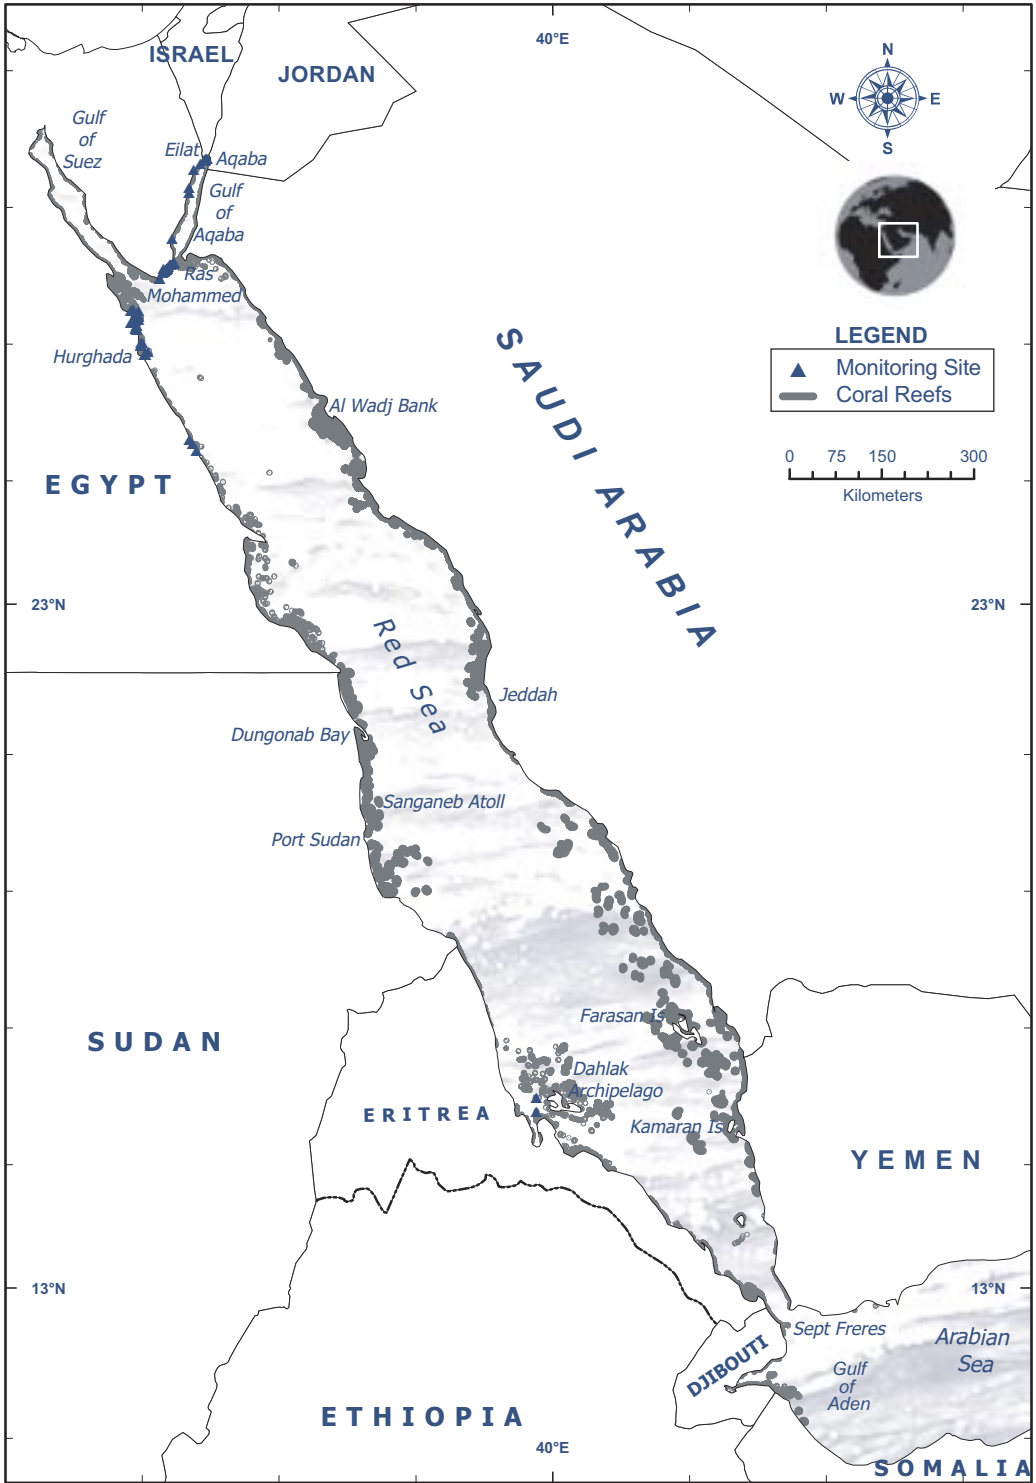 40°E
ISRAEL
JORDAN
N
W
E
S
Gulf
of
Suez
Eilat
Aqaba
Gulf
of
Aqaba
Ras
Mohammed
Hurghada
LEGEND
Monitoring Site
Coral Reefs
0 75 150 300
Kilometers
SAUDI ARABIA
Al Wadj Bank
EGYPT
23°N
23°N
Red Sea
Jeddah
Dungonab Bay
Sanganeb Atoll
Port Sudan
Farasan Is
SUDAN
Dahlak
Archipelago
ERITREA
Kamaran Is
YEMEN
13°N
13°N
Sept Freres
Arabian
Sea
DJIBOUTI
Gulf
of
Aden
ETHIOPIA
40°E
SOMALIA